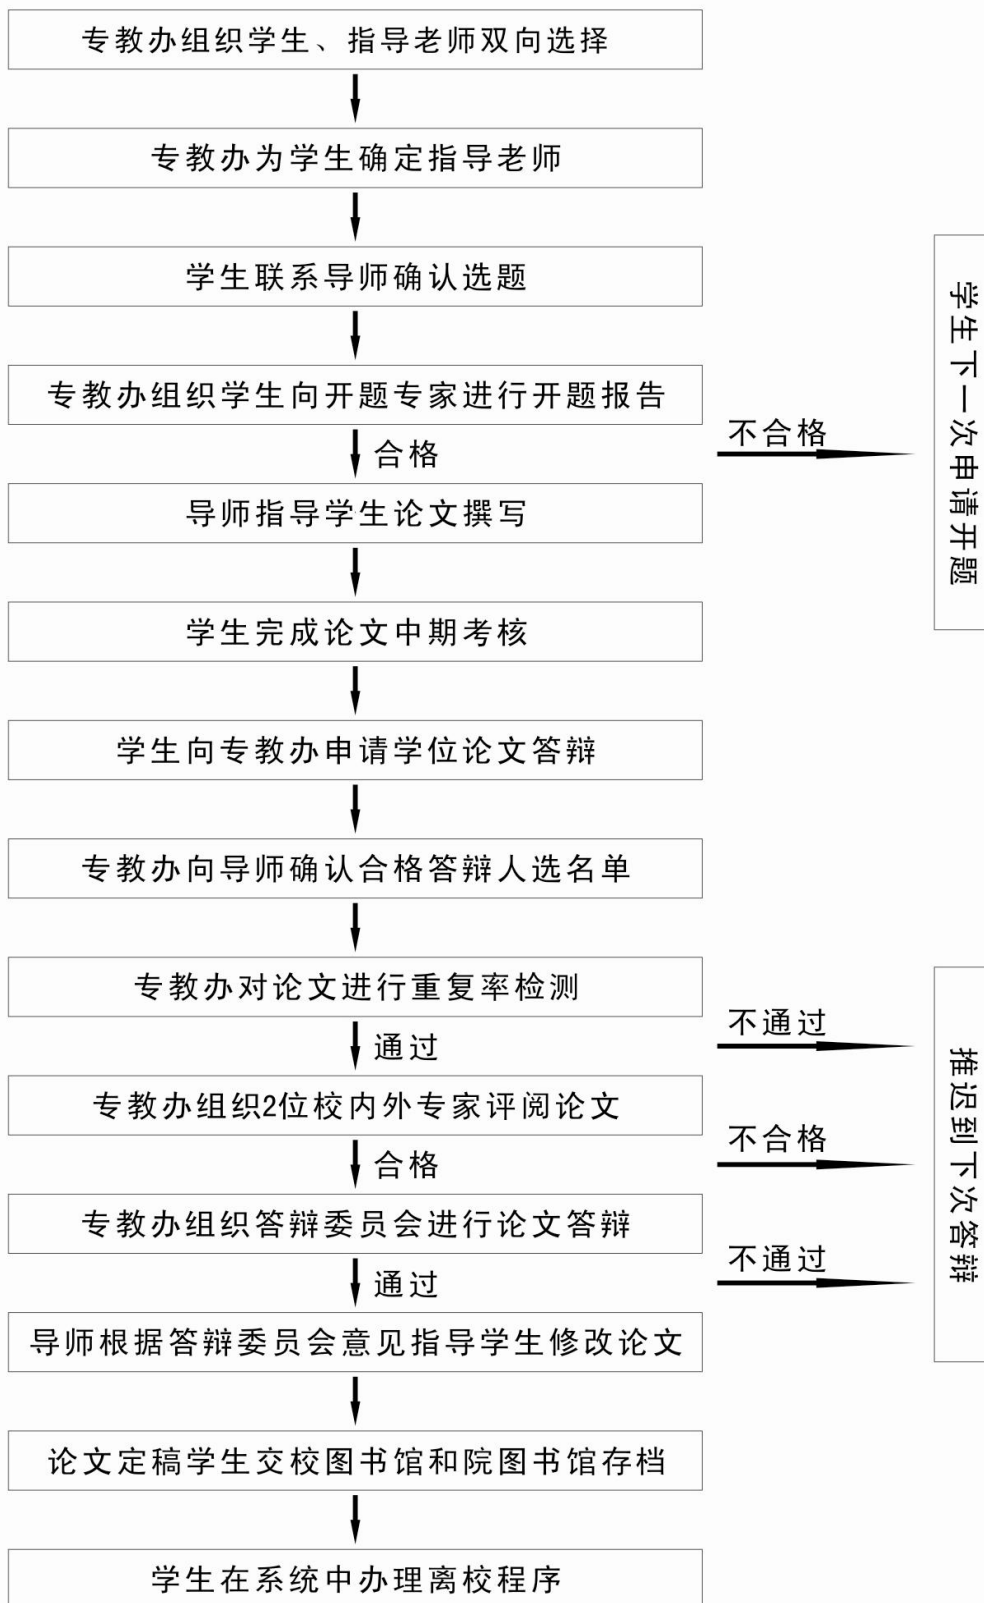 专教办组织学生、指导老师双向选择
专教办为学生确定指导老师
学生联系导师确认选题
专教办组织学生向开题专家进行开题报告
合格
不合格
学生下一次申请开题
导师指导学生论文撰写
学生完成论文中期考核
学生向专教办申请学位论文答辩
专教办向导师确认合格答辩人选名单
专教办对论文进行重复率检测
通过
不通过
专教办组织2位校内外专家评阅论文
合格
不合格
专教办组织答辩委员会进行论文答辩
通过
不通过
推迟到下次答辩
导师根据答辩委员会意见指导学生修改论文
论文定稿学生交校图书馆和院图书馆存档
学生在系统中办理离校程序